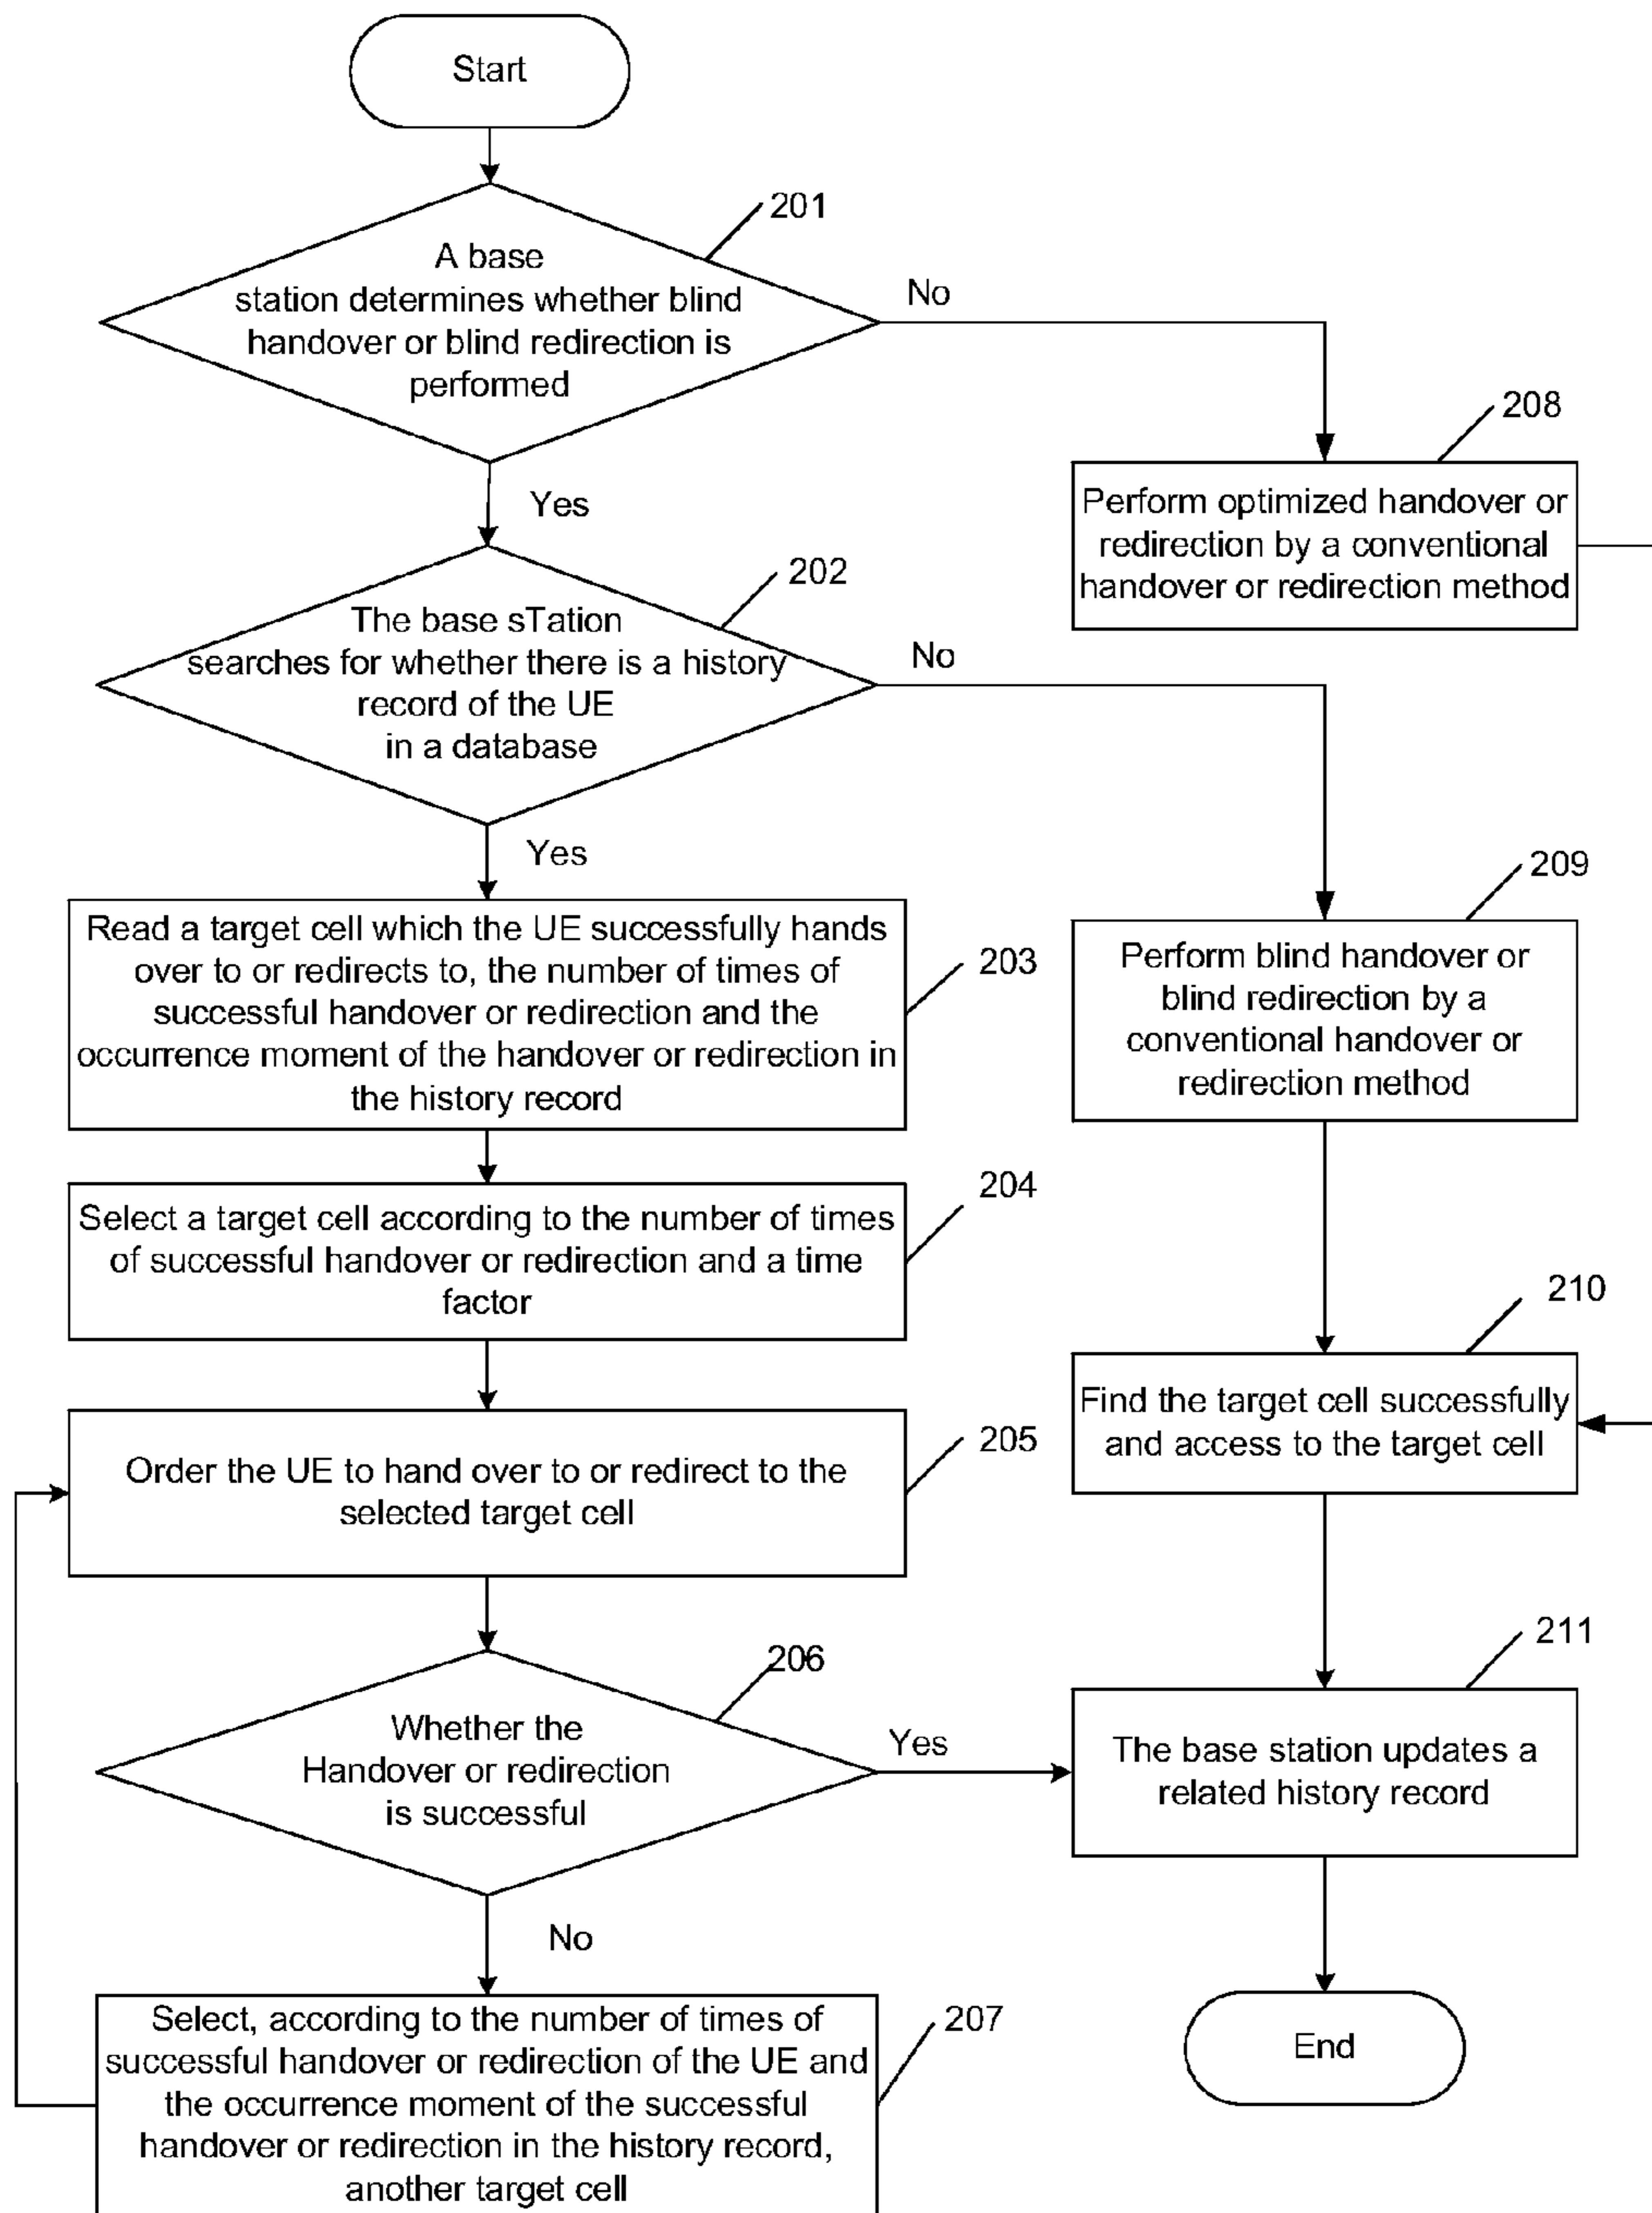 Start
201
A base
station determines whether blind
handover or blind redirection is
performed
No
Yes
208
Perform optimized handover or
redirection by a conventional
handover or redirection method
202
The base sTation
searches for whether there is a history
record of the UE
in a database
No
Yes
203
Read a target cell which the UE successfully hands
over to or redirects to, the number of times of
successful handover or redirection and the
occurrence moment of the handover or redirection in
the history record
209
Perform blind handover or
blind redirection by a
conventional handover or
redirection method
204
Select a target cell according to the number of times
of successful handover or redirection and a time
factor
210
Find the target cell successfully
and access to the target cell
205
Order the UE to hand over to or redirect to the
selected target cell
206
Whether the
Handover or redirection
is successful
Yes
No
211
The base station updates a
related history record
207
Select, according to the number of times of
successful handover or redirection of the UE and
the occurrence moment of the successful
handover or redirection in the history record,
another target cell
End